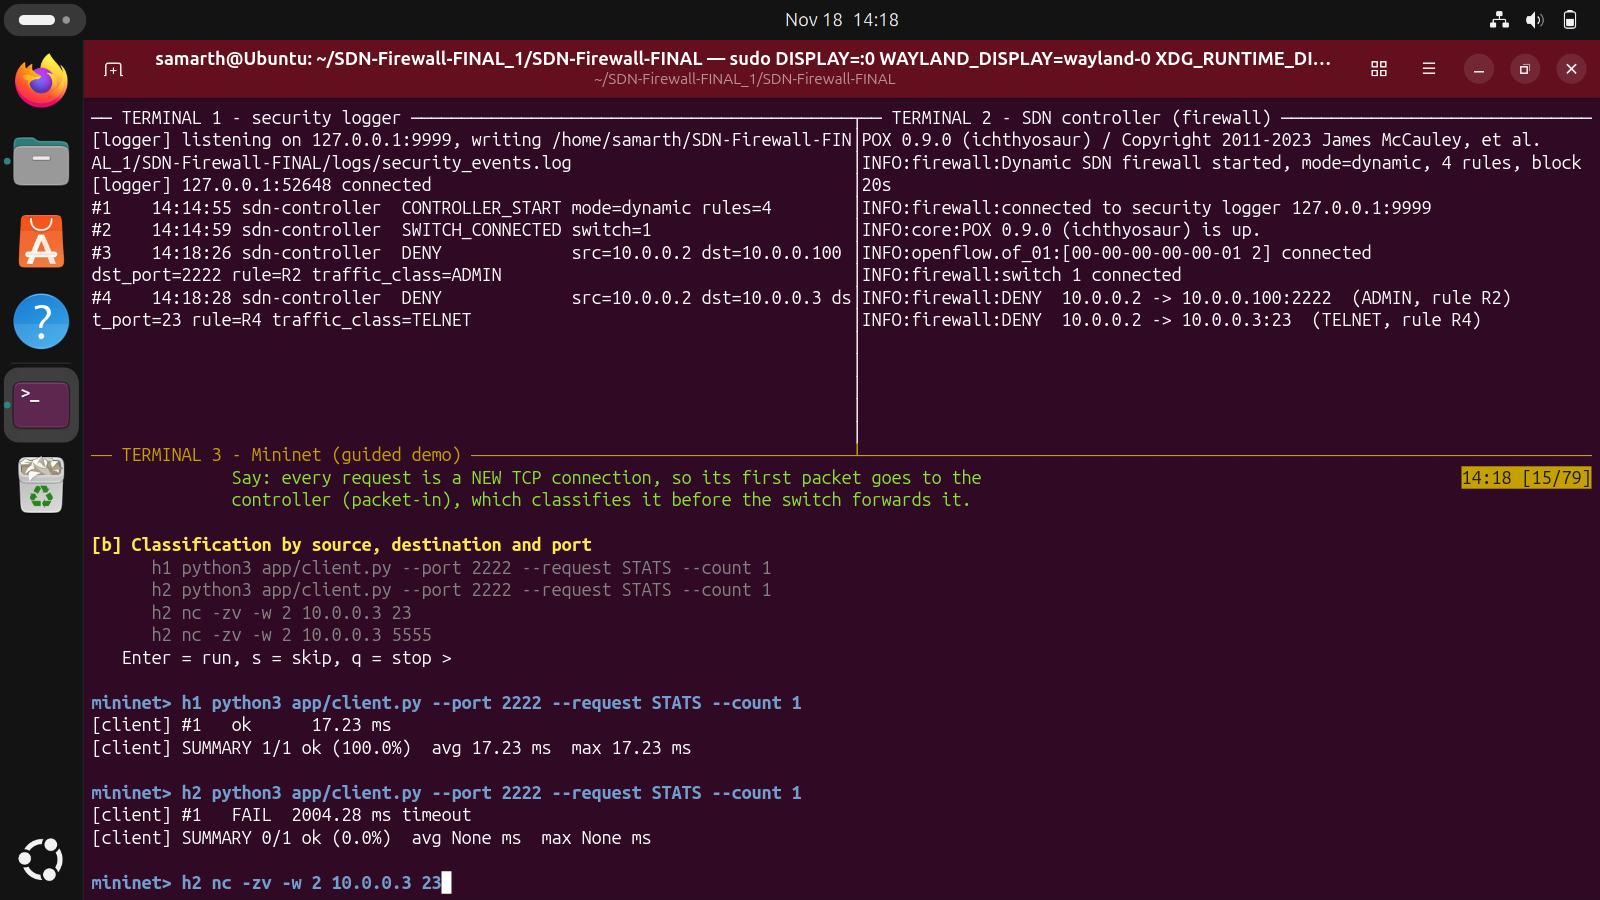 Nov 18 14:18
samarth@Ubuntu: ~/SDN-Firewall-FINAL_1/SDN-Firewall-FINAL — sudo DISPLAY=:0 WAYLAND_DISPLAY=wayland-0 XDG_RUNTIME_DI…
~/SDN-Firewall-FINAL_1/SDN-Firewall-FINAL
TERMINAL 1 - security logger
[logger] listening on 127.0.0.1:9999, writing /home/samarth/SDN-Firewall-FIN
AL_1/SDN-Firewall-FINAL/logs/security_events.log
[logger] 127.0.0.1:52648 connected
#1 14:14:55 sdn-controller CONTROLLER_START mode=dynamic rules=4
#2 14:14:59 sdn-controller SWITCH_CONNECTED switch=1
#3 14:18:26 sdn-controller DENY src=10.0.0.2 dst=10.0.0.100
dst_port=2222 rule=R2 traffic_class=ADMIN
#4 14:18:28 sdn-controller DENY src=10.0.0.2 dst=10.0.0.3 ds
t_port=23 rule=R4 traffic_class=TELNET
TERMINAL 2 - SDN controller (firewall)
POX 0.9.0 (ichthyosaur) / Copyright 2011-2023 James McCauley, et al.
INFO:firewall:Dynamic SDN firewall started, mode=dynamic, 4 rules, block
20s
INFO:firewall:connected to security logger 127.0.0.1:9999
INFO:core:POX 0.9.0 (ichthyosaur) is up.
INFO:openflow.of_01:[00-00-00-00-00-01 2] connected
INFO:firewall:switch 1 connected
INFO:firewall:DENY 10.0.0.2 -> 10.0.0.100:2222 (ADMIN, rule R2)
INFO:firewall:DENY 10.0.0.2 -> 10.0.0.3:23 (TELNET, rule R4)
TERMINAL 3 - Mininet (guided demo)
14:18 [15/79]
Say: every request is a NEW TCP connection, so its first packet goes to the
controller (packet-in), which classifies it before the switch forwards it.
[b] Classification by source, destination and port
h1 python3 app/client.py --port 2222 --request STATS --count 1
h2 python3 app/client.py --port 2222 --request STATS --count 1
h2 nc -zv -w 2 10.0.0.3 23
h2 nc -zv -w 2 10.0.0.3 5555
Enter = run, s = skip, q = stop >
mininet> h1 python3 app/client.py --port 2222 --request STATS --count 1
[client] #1 ok 17.23 ms
[client] SUMMARY 1/1 ok (100.0%) avg 17.23 ms max 17.23 ms
mininet> h2 python3 app/client.py --port 2222 --request STATS --count 1
[client] #1 FAIL 2004.28 ms timeout
[client] SUMMARY 0/1 ok (0.0%) avg None ms max None ms
mininet> h2 nc -zv -w 2 10.0.0.3 23